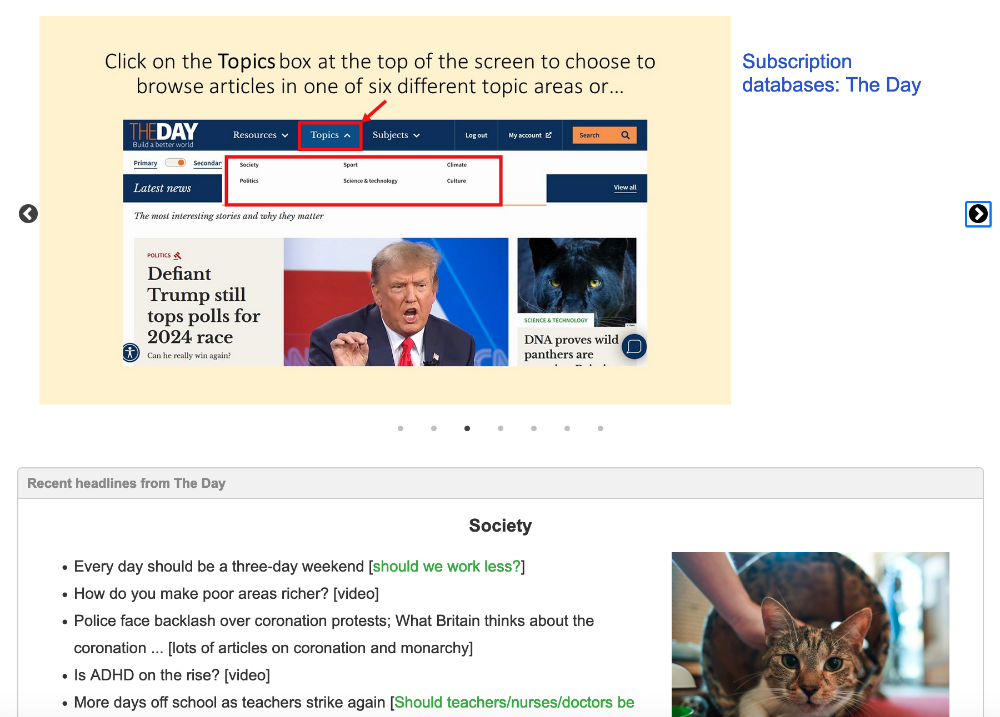 Click on the Topics box at the top of the screen to choose to
browse articles in one of six different topic areas or...
Subscription
databases: The Day
THEDAY
Build a better world
Resources
Topics
Subjects
Log out
My account
Search
Primary
Secondary
Society
Sport
Climate
Politics
Science & technology
Culture
Latest news
View all
The most interesting stories and why they matter
POLITICS
Defiant
Trump still
tops polls for
2024 race
Can he really win again?
SCIENCE & TECHNOLOGY
DNA proves wild
panthers are
Recent headlines from The Day
Society
• Every day should be a three-day weekend [should we work less?]
• How do you make poor areas richer? [video]
• Police face backlash over coronation protests; What Britain thinks about the
coronation ... [lots of articles on coronation and monarchy]
• Is ADHD on the rise? [video]
• More days off school as teachers strike again [Should teachers/nurses/doctors be